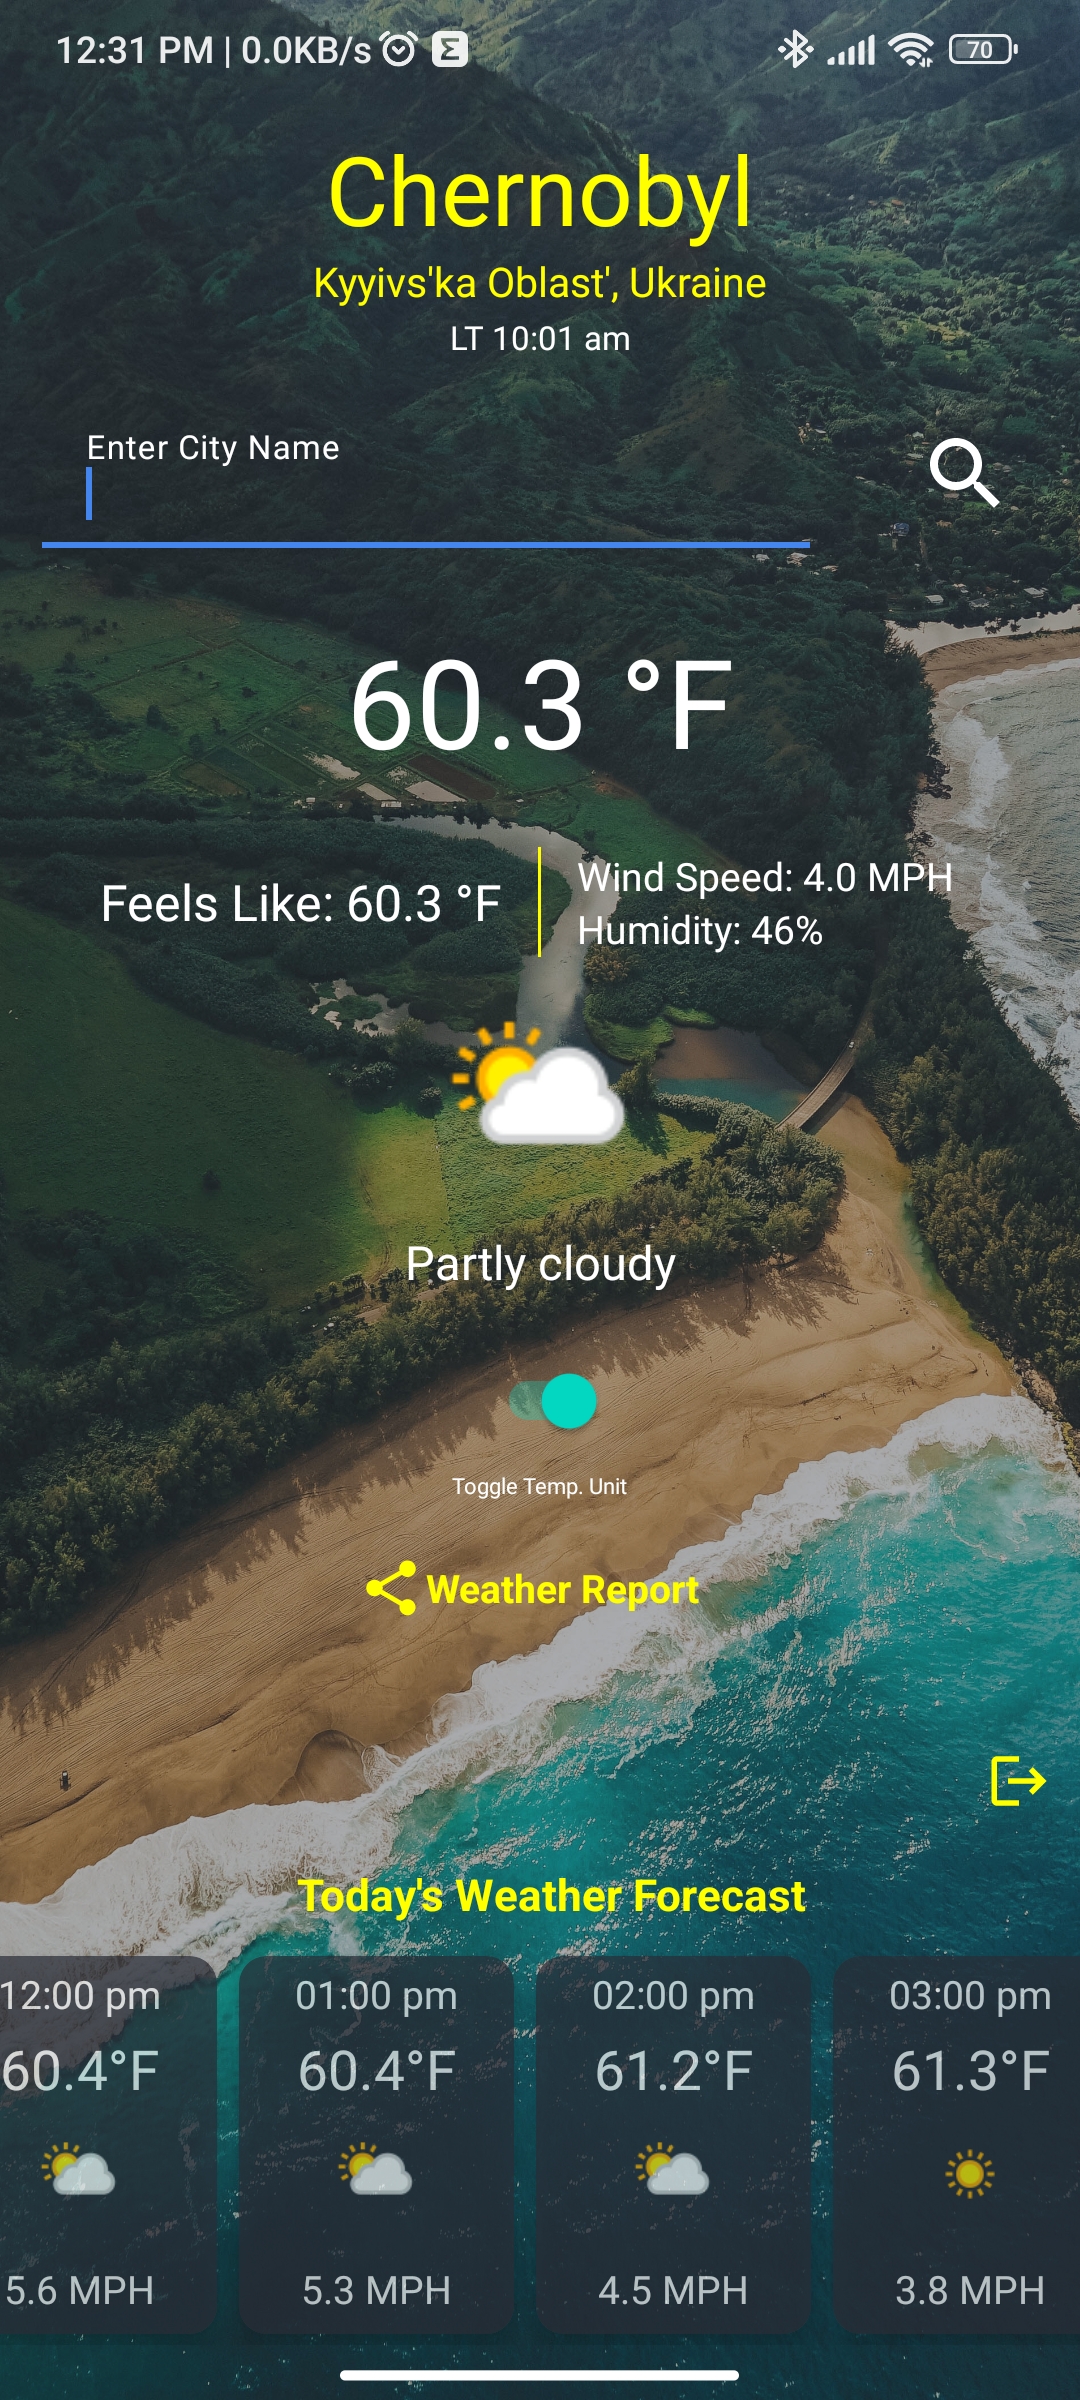 12:31 PM | 0.0KB/s
70
Chernobyl
Kyyivs'ka Oblast', Ukraine
LT 10:01 am
Enter City Name
60.3 °F
Feels Like: 60.3 °F
Wind Speed: 4.0 MPH
Humidity: 46%
Partly cloudy
Toggle Temp. Unit
Weather Report
Today's Weather Forecast
12:00 pm 01:00 pm 02:00 pm 03:00 pm
60.4°F 60.4°F 61.2°F 61.3°F
5.6 MPH 5.3 MPH 4.5 MPH 3.8 MPH